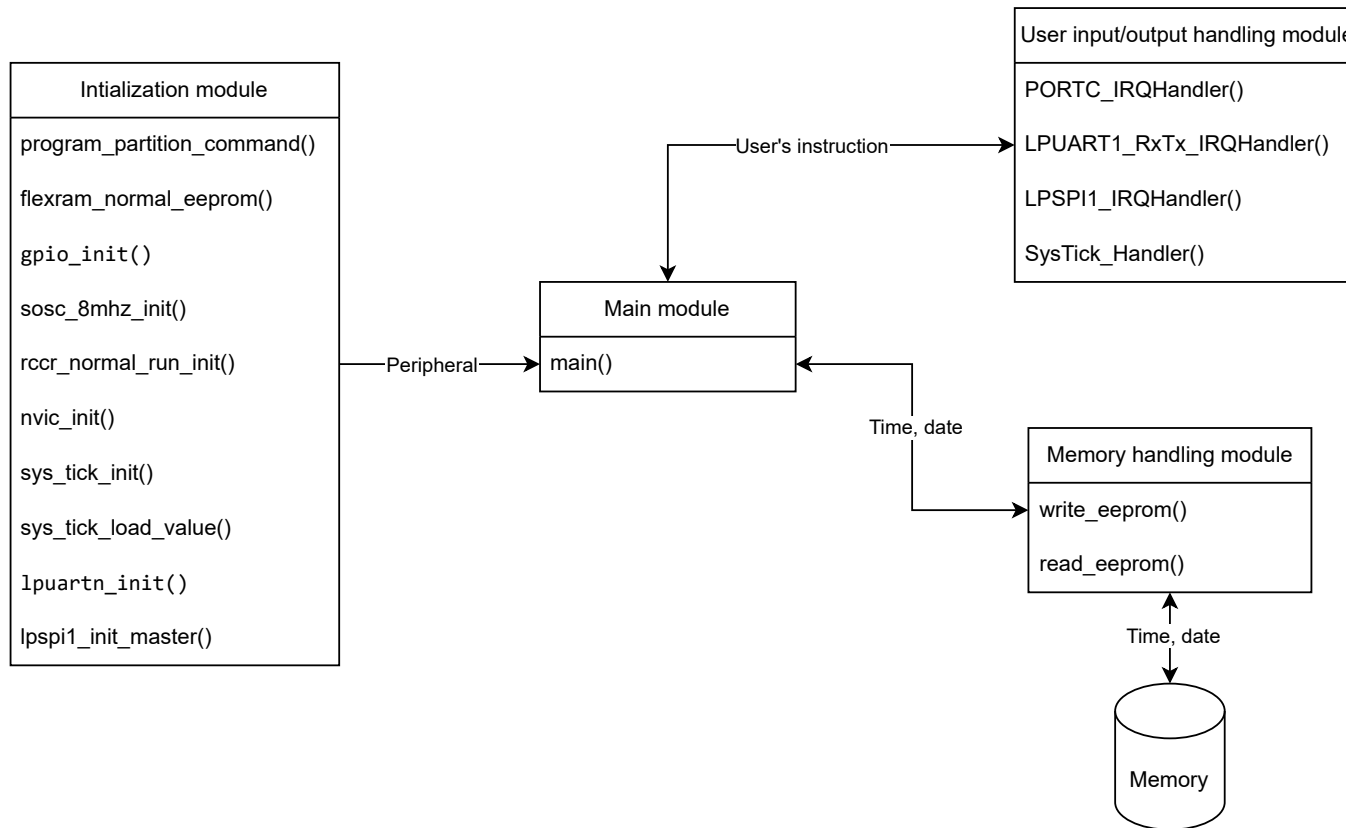 Intialization module
program_partition_command()
flexram_normal_eeprom()
gpio_init()
sosc_8mhz_init()
rccr_normal_run_init()
nvic_init()
sys_tick_init()
sys_tick_load_value()
lpuartn_init()
lpspi1_init_master()
Peripheral
Main module
main()
User's instruction
User input/output handling module
PORTC_IRQHandler()
LPUART1_RxTx_IRQHandler()
LPSPI1_IRQHandler()
SysTick_Handler()
Time, date
Memory handling module
write_eeprom()
read_eeprom()
Time, date
Memory